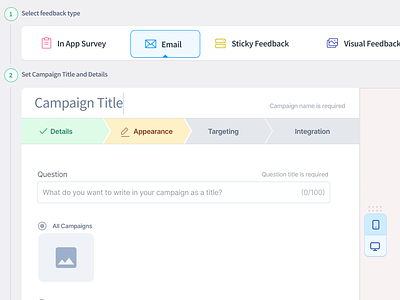 1 Select feedback type
In App Survey Email Sticky Feedback Visual Feedback
2 Set Campaign Title and Details
Campaign Title Campaign name is required
Details Appearance Targeting Integration
Question Question title is required
What do you want to write in your campaign as a title? (0/100)
All Campaigns